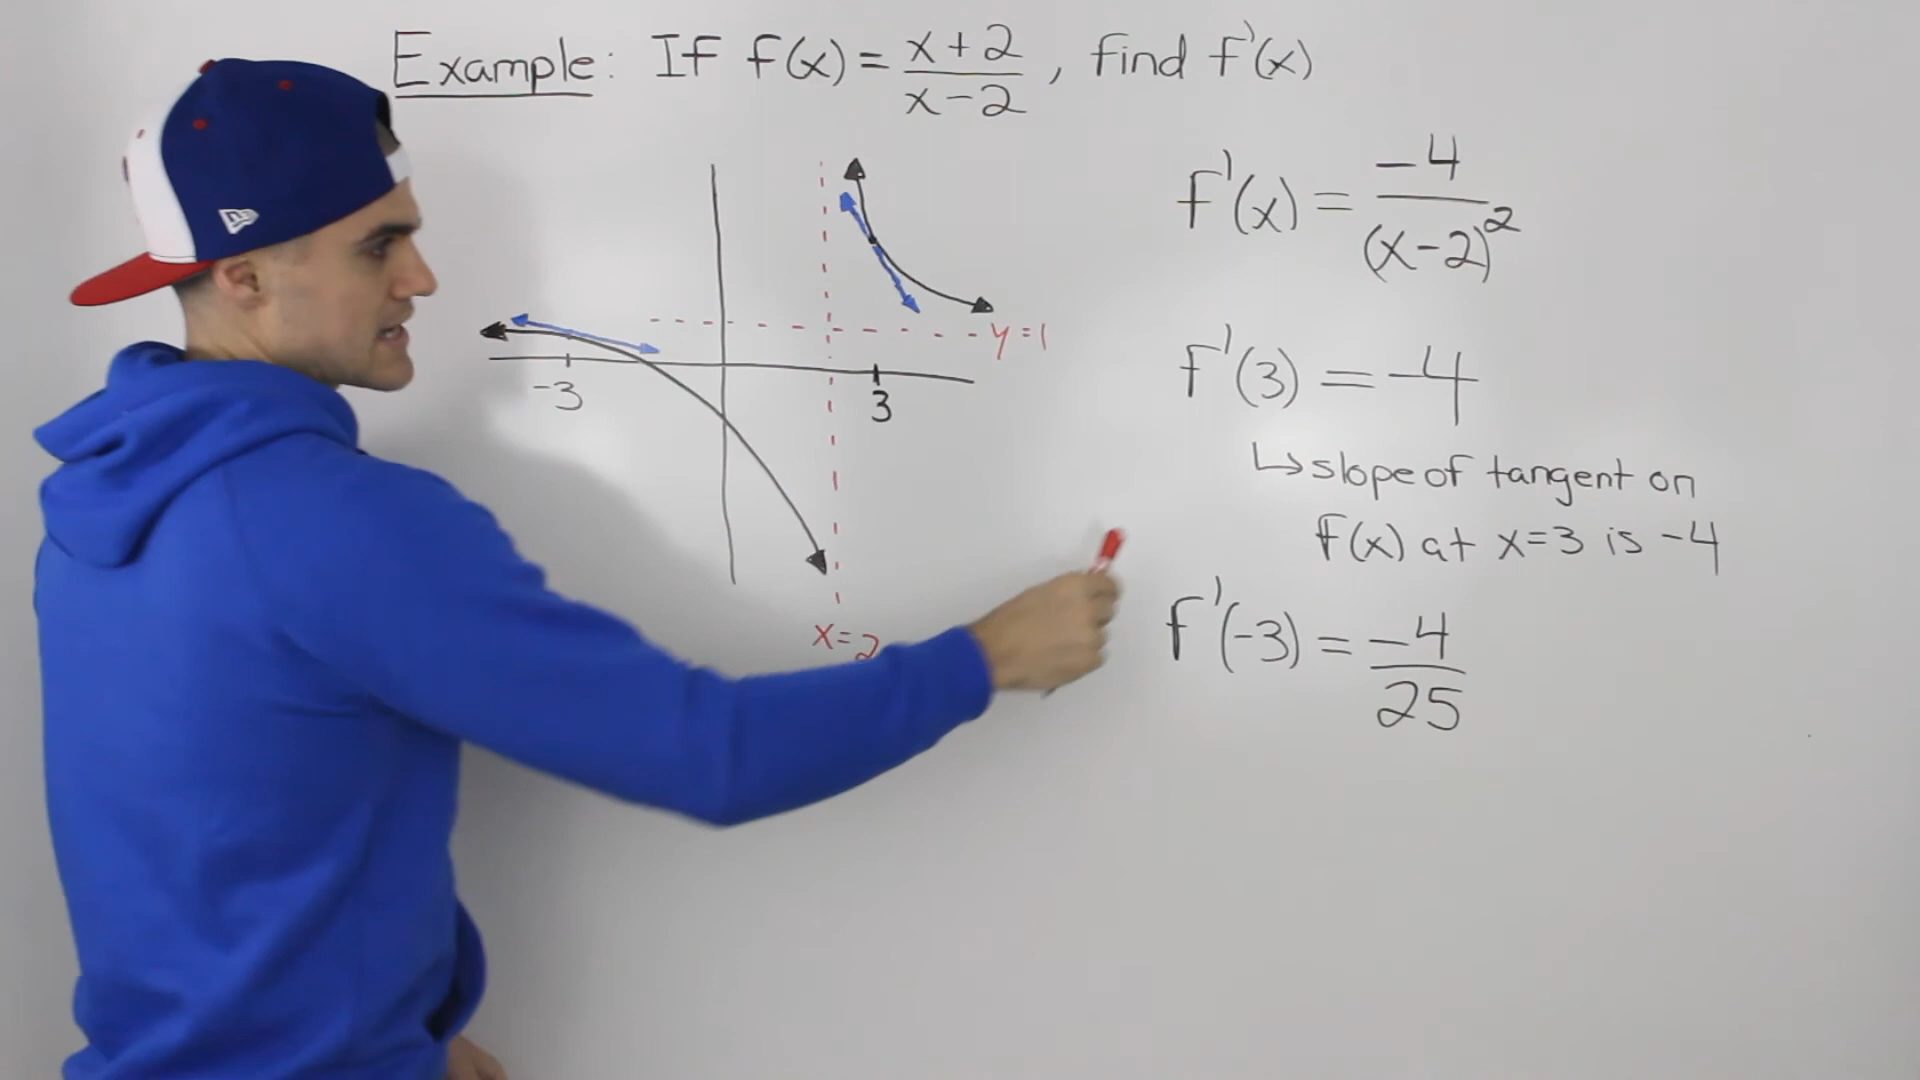 Example: If f(x) = x+2 / x-2 , find f'(x)
f'(x) = -4 / (x-2)²
y=1
-3
3
f'(3) = -4
↳ slope of tangent on
f(x) at x=3 is -4
x=2
f'(-3) = -4 / 25